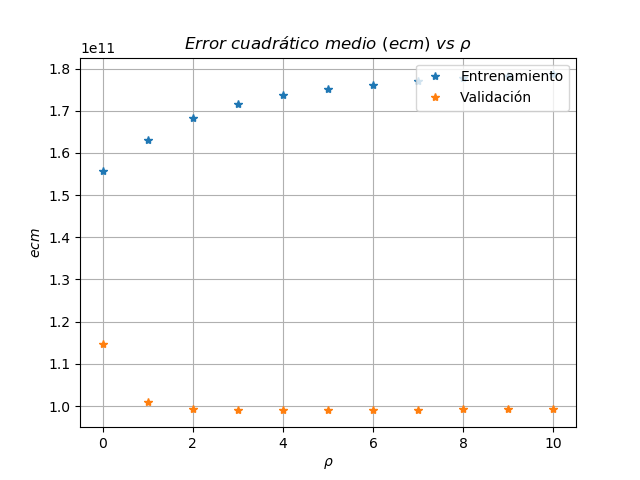 1e11
Error cuadrático medio (ecm) vs ρ
Entrenamiento
Validación
1.8
1.7
1.6
1.5
1.4
1.3
1.2
1.1
1.0
ecm
0 2 4 6 8 10
ρ